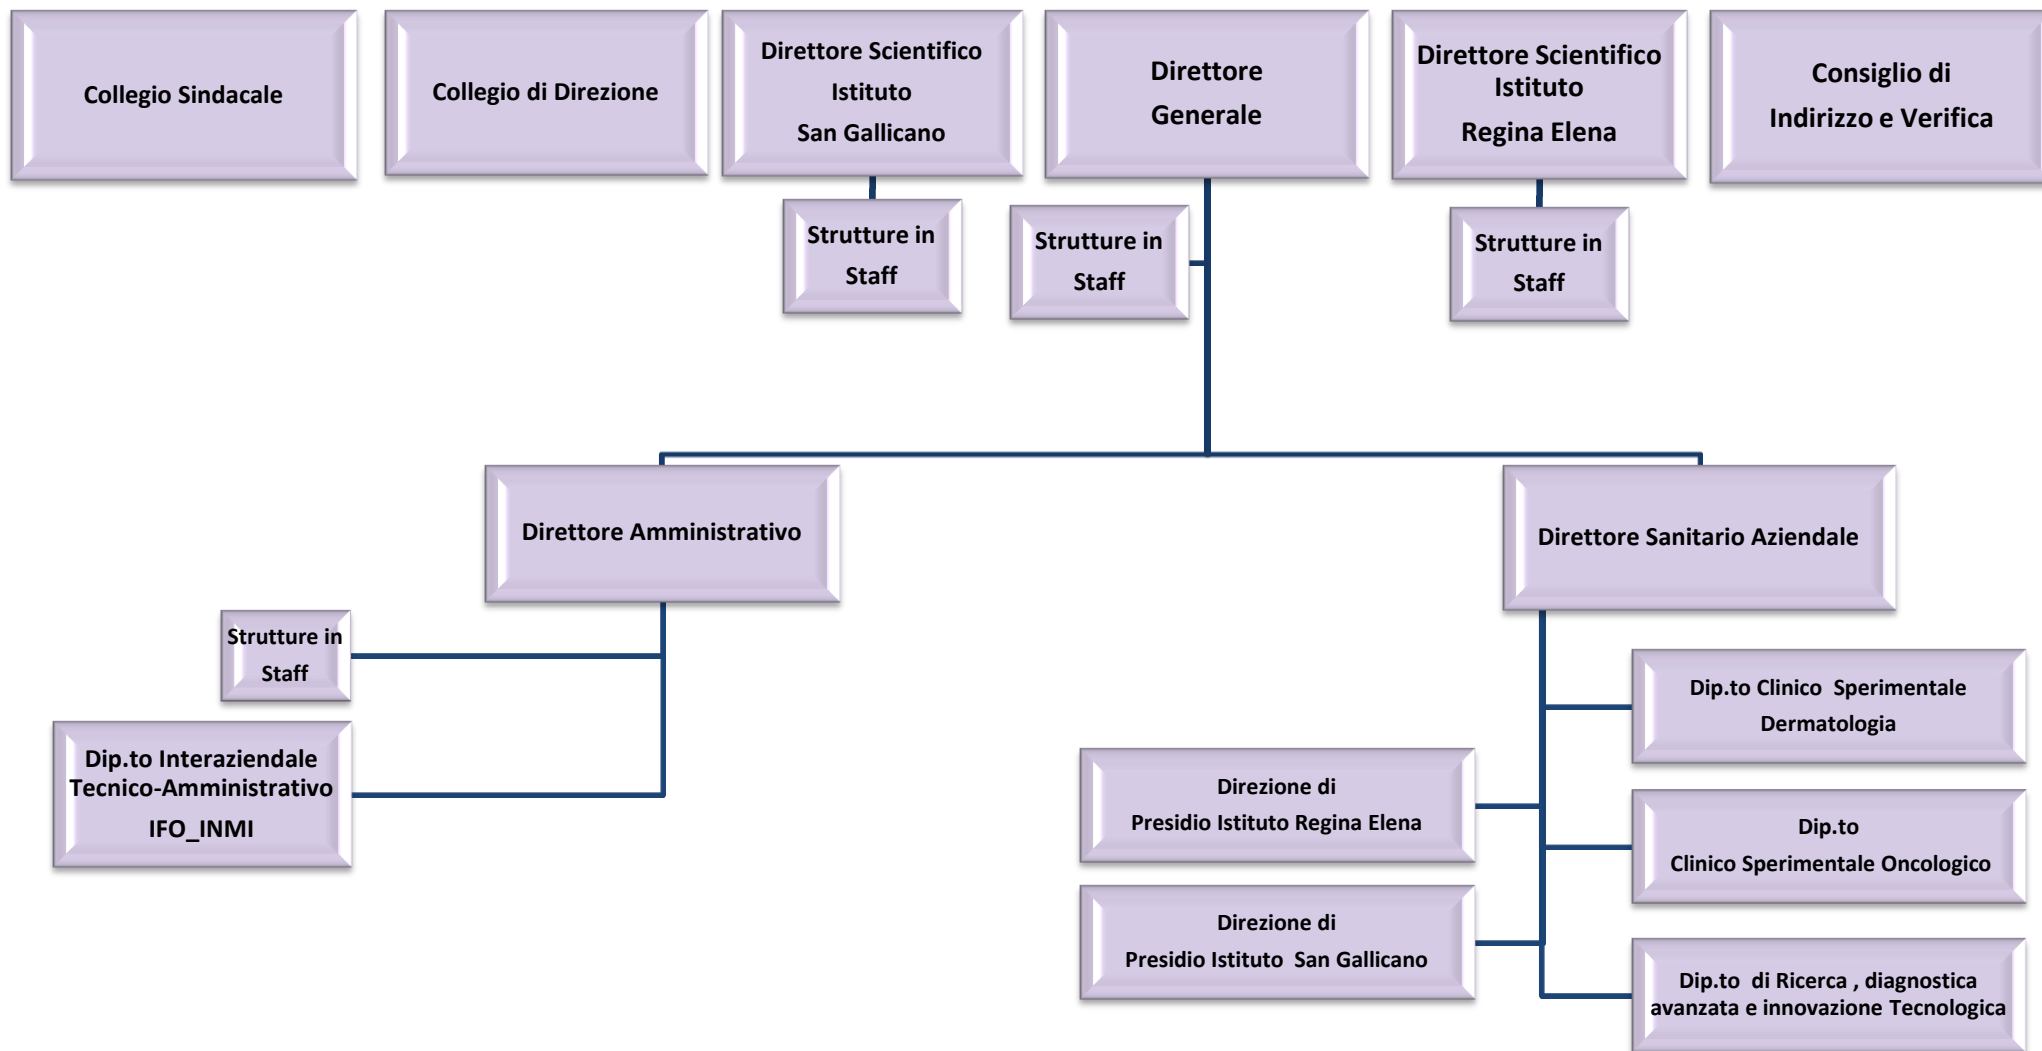 Collegio Sindacale
Collegio di Direzione
Direttore Scientifico
Istituto
San Gallicano
Direttore
Generale
Direttore Scientifico
Istituto
Regina Elena
Consiglio di
Indirizzo e Verifica
Strutture in
Staff
Strutture in
Staff
Strutture in
Staff
Direttore Amministrativo
Direttore Sanitario Aziendale
Strutture in
Staff
Dip.to Interaziendale
Tecnico-Amministrativo
IFO_INMI
Dip.to Clinico  Sperimentale
Dermatologia
Direzione di
Presidio Istituto Regina Elena
Dip.to
Clinico Sperimentale Oncologico
Direzione di
Presidio Istituto  San Gallicano
Dip.to  di Ricerca , diagnostica
avanzata e innovazione Tecnologica